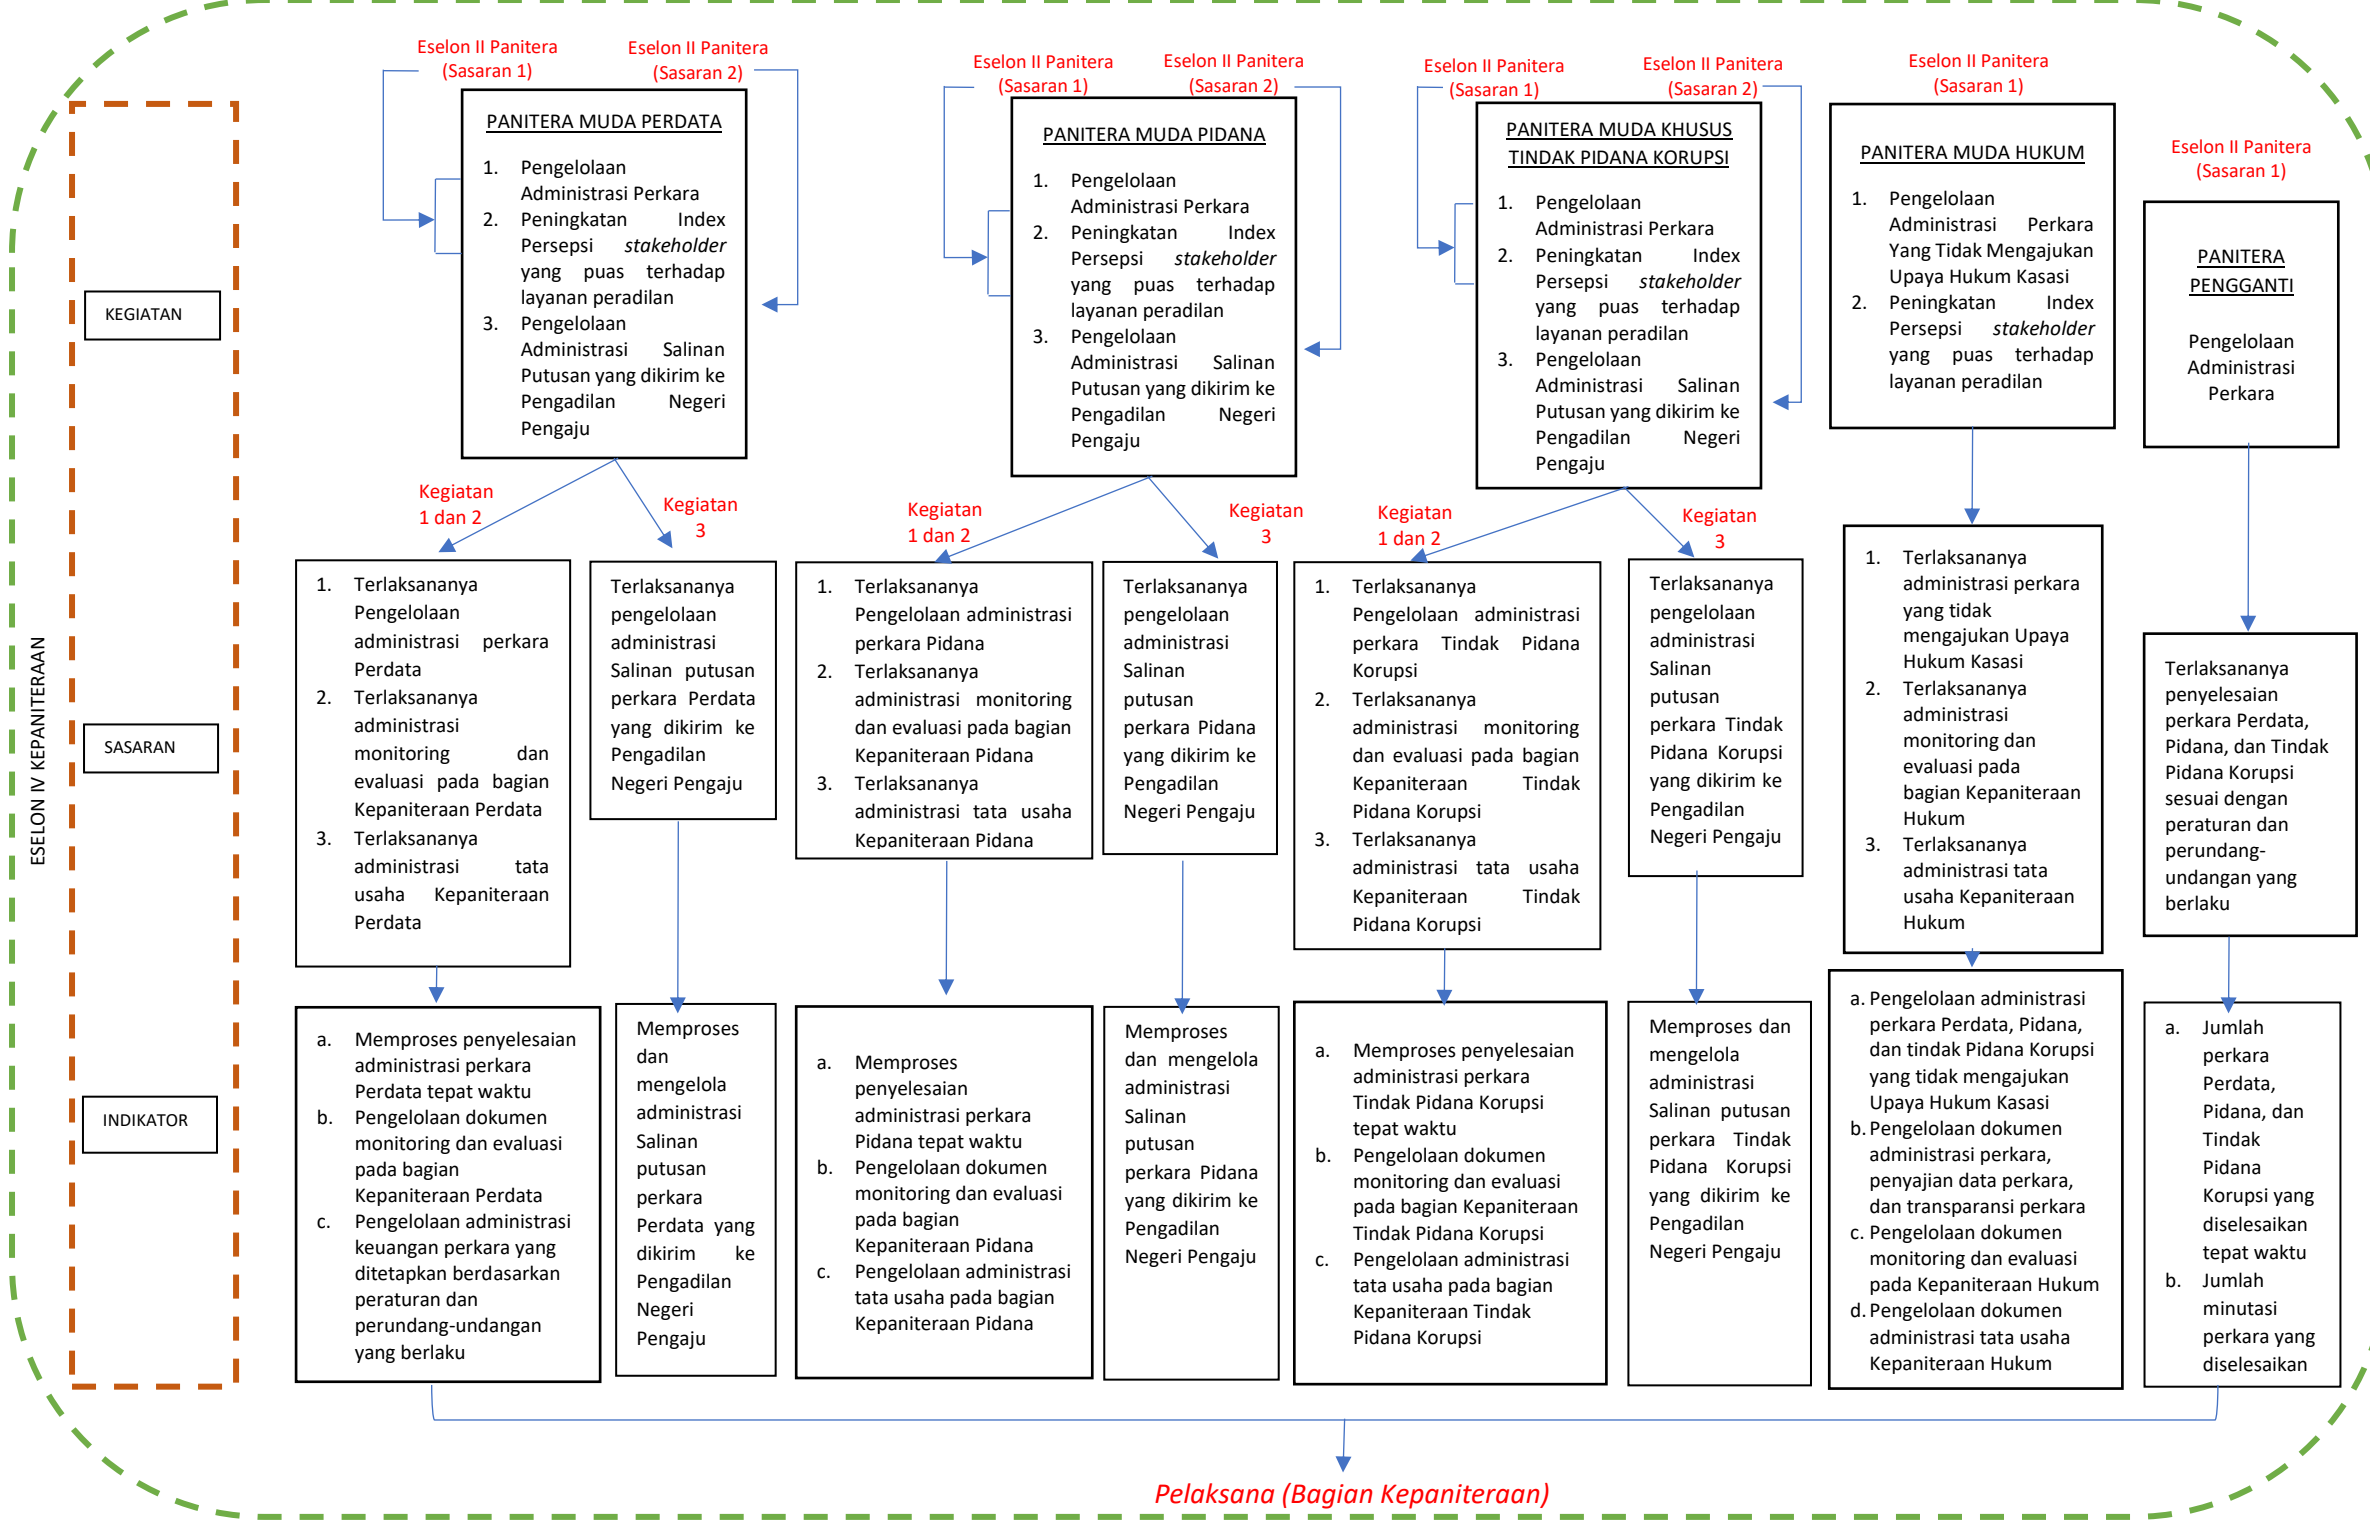 ESELON IV KEPANITERAAN
KEGIATAN
SASARAN
INDIKATOR
Eselon II Panitera
(Sasaran 1)
Eselon II Panitera
(Sasaran 2)
PANITERA MUDA PERDATA
1. Pengelolaan
Administrasi Perkara
2. Peningkatan Index
Persepsi stakeholder
yang puas terhadap
layanan peradilan
3. Pengelolaan
Administrasi Salinan
Putusan yang dikirim ke
Pengadilan Negeri
Pengaju
Kegiatan
1 dan 2
Kegiatan
3
1. Terlaksananya
Pengelolaan
administrasi perkara
Perdata
2. Terlaksananya
administrasi
monitoring dan
evaluasi pada bagian
Kepaniteraan Perdata
3. Terlaksananya
administrasi tata
usaha Kepaniteraan
Perdata
Terlaksananya
pengelolaan
administrasi
Salinan putusan
perkara Perdata
yang dikirim ke
Pengadilan
Negeri Pengaju
a. Memproses penyelesaian
administrasi perkara
Perdata tepat waktu
b. Pengelolaan dokumen
monitoring dan evaluasi
pada bagian
Kepaniteraan Perdata
c. Pengelolaan administrasi
keuangan perkara yang
ditetapkan berdasarkan
peraturan dan
perundang-undangan
yang berlaku
Memproses
dan
mengelola
administrasi
Salinan
putusan
perkara
Perdata yang
dikirim ke
Pengadilan
Negeri
Pengaju
Eselon II Panitera
(Sasaran 1)
Eselon II Panitera
(Sasaran 2)
PANITERA MUDA PIDANA
1. Pengelolaan
Administrasi Perkara
2. Peningkatan Index
Persepsi stakeholder
yang puas terhadap
layanan peradilan
3. Pengelolaan
Administrasi Salinan
Putusan yang dikirim ke
Pengadilan Negeri
Pengaju
Kegiatan
1 dan 2
Kegiatan
3
1. Terlaksananya
Pengelolaan administrasi
perkara Pidana
2. Terlaksananya
administrasi monitoring
dan evaluasi pada bagian
Kepaniteraan Pidana
3. Terlaksananya
administrasi tata usaha
Kepaniteraan Pidana
Terlaksananya
pengelolaan
administrasi
Salinan
putusan
perkara Pidana
yang dikirim ke
Pengadilan
Negeri Pengaju
a. Memproses
penyelesaian
administrasi perkara
Pidana tepat waktu
b. Pengelolaan dokumen
monitoring dan evaluasi
pada bagian
Kepaniteraan Pidana
c. Pengelolaan administrasi
tata usaha pada bagian
Kepaniteraan Pidana
Memproses
dan mengelola
administrasi
Salinan
putusan
perkara Pidana
yang dikirim ke
Pengadilan
Negeri Pengaju
Eselon II Panitera
(Sasaran 1)
Eselon II Panitera
(Sasaran 2)
PANITERA MUDA KHUSUS
TINDAK PIDANA KORUPSI
1. Pengelolaan
Administrasi Perkara
2. Peningkatan Index
Persepsi stakeholder
yang puas terhadap
layanan peradilan
3. Pengelolaan
Administrasi Salinan
Putusan yang dikirim ke
Pengadilan Negeri
Pengaju
Kegiatan
1 dan 2
Kegiatan
3
1. Terlaksananya
Pengelolaan administrasi
perkara Tindak Pidana
Korupsi
2. Terlaksananya
administrasi monitoring
dan evaluasi pada bagian
Kepaniteraan Tindak
Pidana Korupsi
3. Terlaksananya
administrasi tata usaha
Kepaniteraan Tindak
Pidana Korupsi
Terlaksananya
pengelolaan
administrasi
Salinan
putusan
perkara Tindak
Pidana Korupsi
yang dikirim ke
Pengadilan
Negeri Pengaju
a. Memproses penyelesaian
administrasi perkara
Tindak Pidana Korupsi
tepat waktu
b. Pengelolaan dokumen
monitoring dan evaluasi
pada bagian Kepaniteraan
Tindak Pidana Korupsi
c. Pengelolaan administrasi
tata usaha pada bagian
Kepaniteraan Tindak
Pidana Korupsi
Memproses dan
mengelola
administrasi
Salinan putusan
perkara Tindak
Pidana Korupsi
yang dikirim ke
Pengadilan
Negeri Pengaju
Eselon II Panitera
(Sasaran 1)
PANITERA MUDA HUKUM
1. Pengelolaan
Administrasi Perkara
Yang Tidak Mengajukan
Upaya Hukum Kasasi
2. Peningkatan Index
Persepsi stakeholder
yang puas terhadap
layanan peradilan
1. Terlaksananya
administrasi perkara
yang tidak
mengajukan Upaya
Hukum Kasasi
2. Terlaksananya
administrasi
monitoring dan
evaluasi pada
bagian Kepaniteraan
Hukum
3. Terlaksananya
administrasi tata
usaha Kepaniteraan
Hukum
a. Pengelolaan administrasi
perkara Perdata, Pidana,
dan tindak Pidana Korupsi
yang tidak mengajukan
Upaya Hukum Kasasi
b. Pengelolaan dokumen
administrasi perkara,
penyajian data perkara,
dan transparansi perkara
c. Pengelolaan dokumen
monitoring dan evaluasi
pada Kepaniteraan Hukum
d. Pengelolaan dokumen
administrasi tata usaha
Kepaniteraan Hukum
Eselon II Panitera
(Sasaran 1)
PANITERA
PENGGANTI
Pengelolaan
Administrasi
Perkara
Terlaksananya
penyelesaian
perkara Perdata,
Pidana, dan Tindak
Pidana Korupsi
sesuai dengan
peraturan dan
perundang-
undangan yang
berlaku
a. Jumlah
perkara
Perdata,
Pidana, dan
Tindak
Pidana
Korupsi yang
diselesaikan
tepat waktu
b. Jumlah
minutasi
perkara yang
diselesaikan
Pelaksana (Bagian Kepaniteraan)